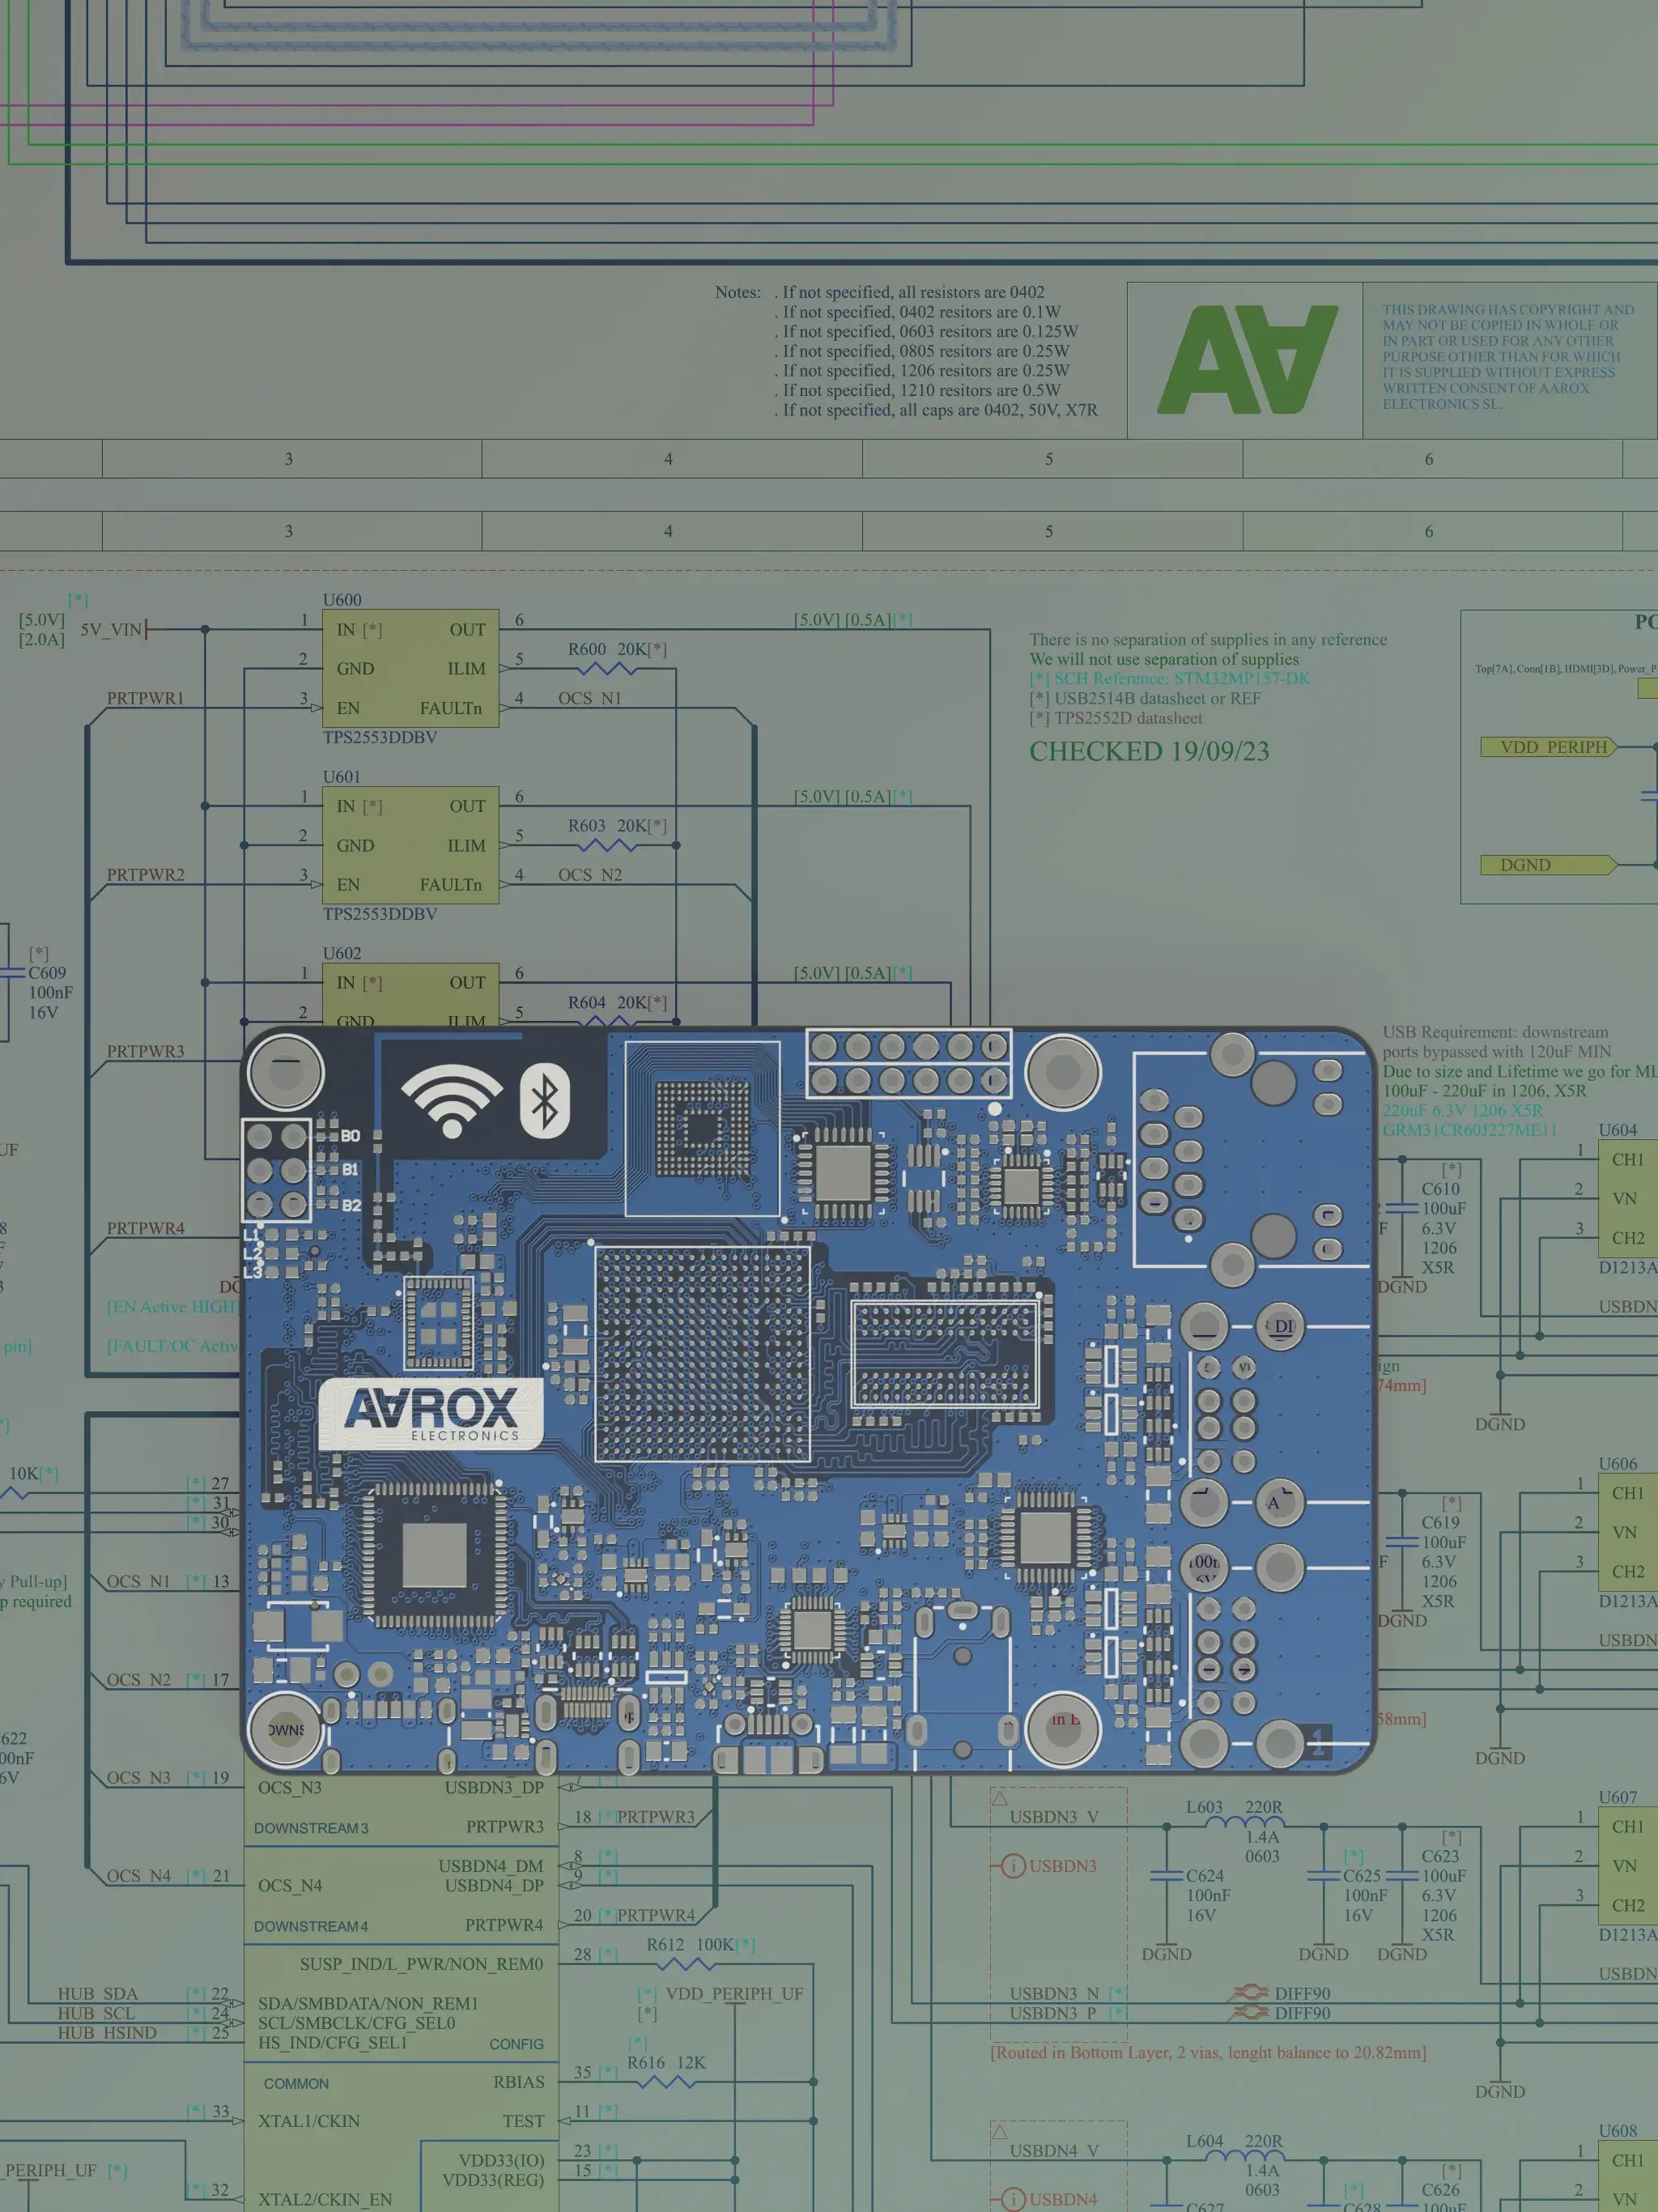 Notes: . If not specified, all resistors are 0402
. If not specified, 0402 resitors are 0.1W
. If not specified, 0603 resitors are 0.125W
. If not specified, 0805 resitors are 0.25W
. If not specified, 1206 resitors are 0.25W
. If not specified, 1210 resitors are 0.5W
. If not specified, all caps are 0402, 50V, X7R
THIS DRAWING HAS COPYRIGHT AND
MAY NOT BE COPIED IN WHOLE OR
IN PART OR USED FOR ANY OTHER
PURPOSE OTHER THAN FOR WHICH
IT IS SUPPLIED WITHOUT EXPRESS
WRITTEN CONSENT OF AAROX
ELECTRONICS SL.
3 4 5 6
3 4 5 6
[*]
[5.0V]
[2.0A]
5V_VIN
U600
1 IN [*] OUT 6
2 GND ILIM 5
3 EN FAULTn 4
TPS2553DDBV
R600 20K[*]
OCS_N1
[5.0V] [0.5A][*]
PRTPWR1
There is no separation of supplies in any reference
We will not use separation of supplies
[*] SCH Reference: STM32MP157-DK
[*] USB2514B datasheet or REF
[*] TPS2552D datasheet
CHECKED 19/09/23
Top[7A], Conn[1B], HDMI[3D],
VDD_PERIPH
DGND
U601
1 IN [*] OUT 6
2 GND ILIM 5
3 EN FAULTn 4
TPS2553DDBV
R603 20K[*]
OCS_N2
[5.0V] [0.5A][*]
PRTPWR2
U602
1 IN [*] OUT 6
2 GND ILIM 5
R604 20K[*]
[5.0V] [0.5A][*]
[*]
C609
100nF
16V
PRTPWR3
PRTPWR4
[EN Active HIGH
[FAULT/OC Activ
pin]
B0
B1
B2
L1
L2
L3
AAROX
ELECTRONICS
1
USB Requirement: downstream
ports bypassed with 120uF MIN
Due to size and Lifetime we go for ML
100uF - 220uF in 1206, X5R
220uF 6.3V 1206 X5R
GRM31CR60J227ME11
U604
1 CH1
2 VN
3 CH2
D1213A
[*]
C610
100uF
6.3V
1206
X5R
DGND
USBDN
74mm]
DGND
U606
1 CH1
2 VN
3 CH2
D1213A
[*]
C619
100uF
6.3V
1206
X5R
DGND
USBDN
58mm]
DGND
10K[*]
[*] 27
[*] 31
[*] 30
y Pull-up]
p required
OCS_N1 [*] 13
OCS_N2 [*] 17
OCS_N3 [*] 19
OCS_N4 [*] 21
OCS_N3 USBDN3_DP
DOWNSTREAM 3 PRTPWR3 18 [*] PRTPWR3
USBDN4_DM 8 [*]
OCS_N4 USBDN4_DP 9 [*]
DOWNSTREAM 4 PRTPWR4 20 [*] PRTPWR4
SUSP_IND/L_PWR/NON_REM0 28 [*] R612 100K[*]
HUB_SDA [*] 22 SDA/SMBDATA/NON_REM1
HUB_SCL [*] 24 SCL/SMBCLK/CFG_SEL0
HUB_HSIND [*] 25 HS_IND/CFG_SEL1 CONFIG
[*] VDD_PERIPH_UF
[*]
[*]
COMMON RBIAS 35 [*] R616 12K
[*] 33 XTAL1/CKIN TEST 11 [*]
VDD33(IO) 23 [*]
VDD33(REG) 15 [*]
_PERIPH_UF [*]
[*] 32 XTAL2/CKIN_EN
USBDN3_V
USBDN3
L603 220R
1.4A
0603
C624
100nF
16V
DGND
[*]
C625
100nF
16V
DGND
[*]
C623
100uF
6.3V
1206
X5R
DGND
U607
1 CH1
2 VN
3 CH2
D1213A
USBDN
USBDN3_N [*] DIFF90
USBDN3_P [*] DIFF90
[Routed in Bottom Layer, 2 vias, lenght balance to 20.82mm]
DGND
USBDN4_V
USBDN4
L604 220R
1.4A
0603
C627
[*]
C628
[*]
C626
100uF
U608
1 CH1
2 VN